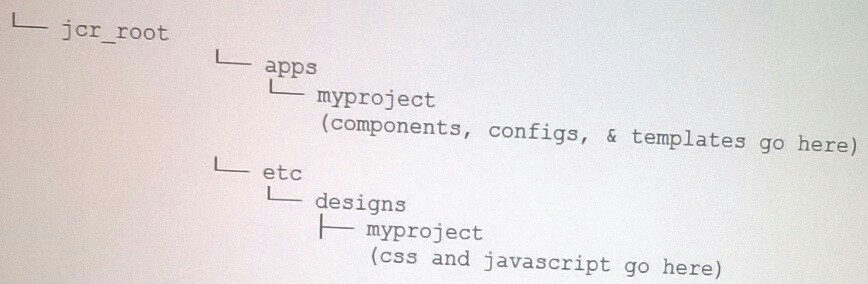 jcr_root
apps
myproject
(components, configs, & templates go here)
etc
designs
myproject
(css and javascript go here)